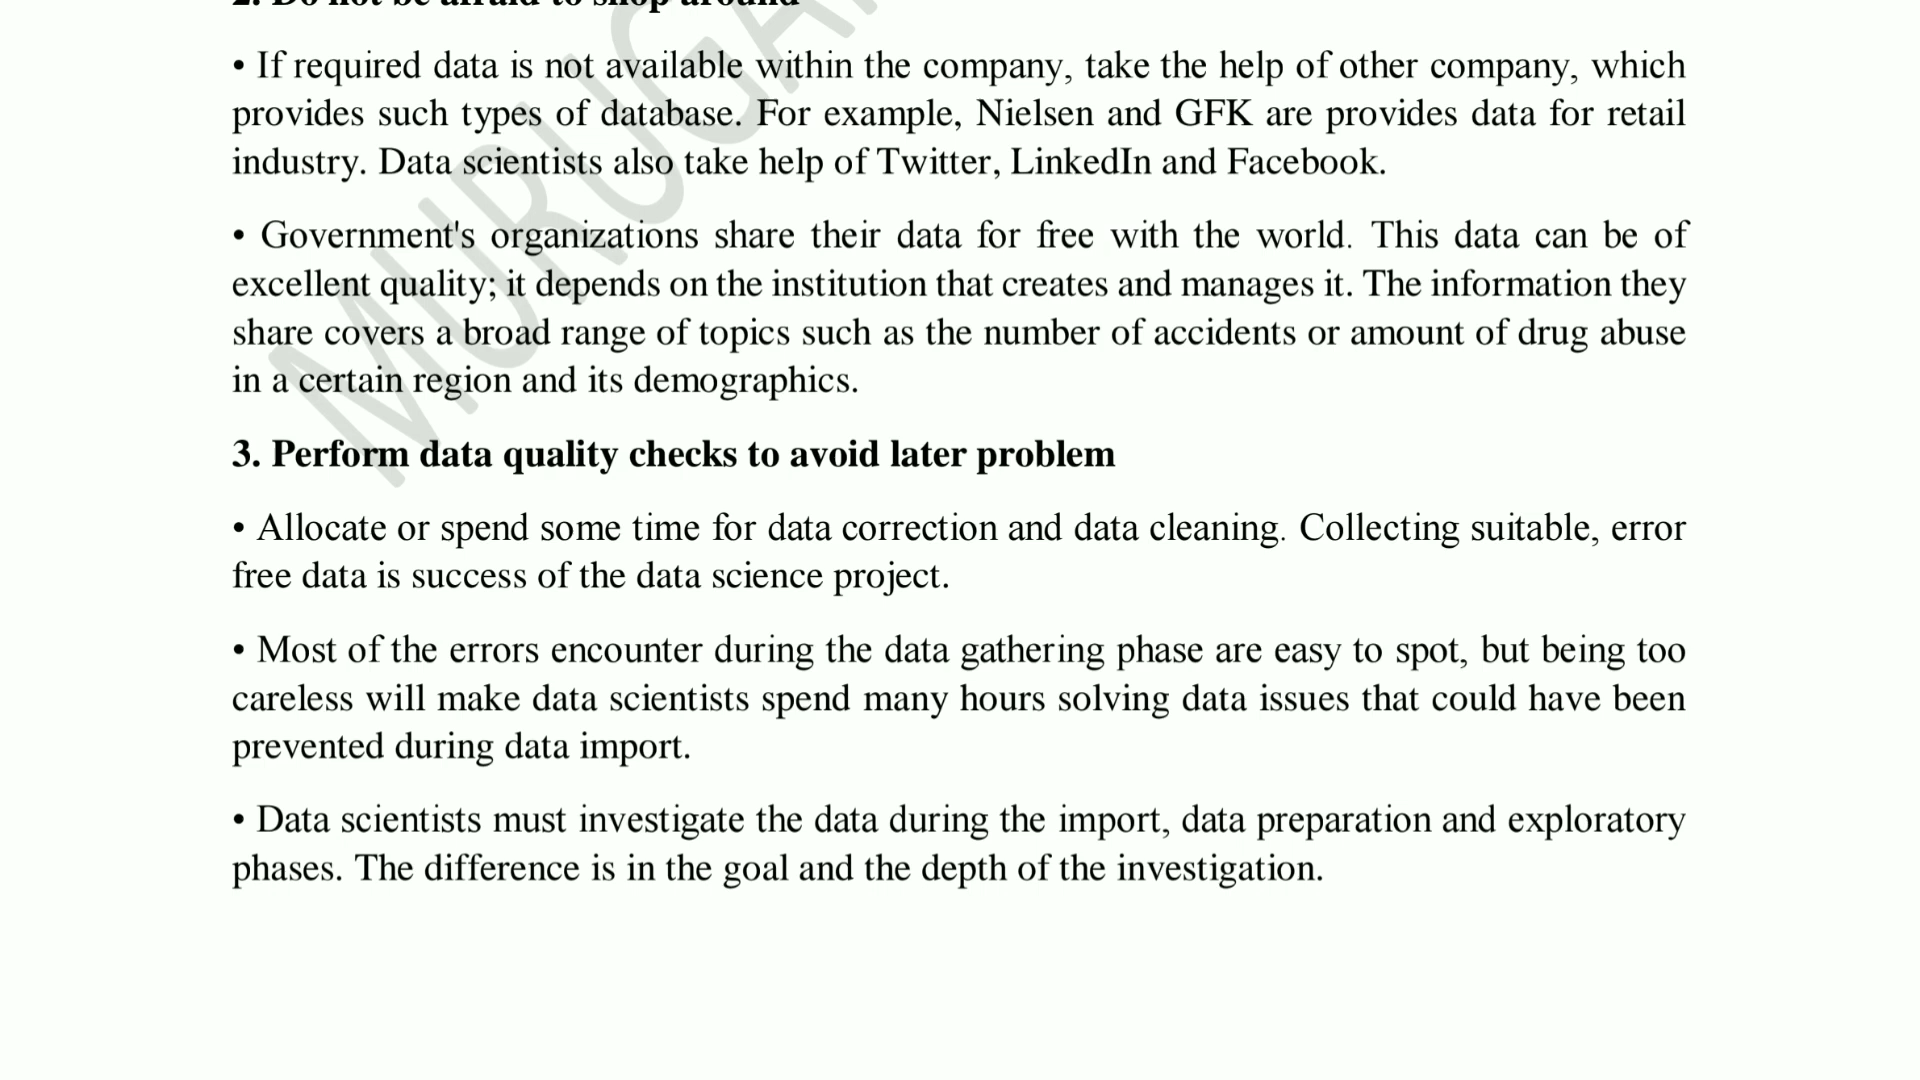 2. Do not be afraid to shop around
• If required data is not available within the company, take the help of other company, which
provides such types of database. For example, Nielsen and GFK are provides data for retail
industry. Data scientists also take help of Twitter, LinkedIn and Facebook.
• Government's organizations share their data for free with the world. This data can be of
excellent quality; it depends on the institution that creates and manages it. The information they
share covers a broad range of topics such as the number of accidents or amount of drug abuse
in a certain region and its demographics.
3. Perform data quality checks to avoid later problem
• Allocate or spend some time for data correction and data cleaning. Collecting suitable, error
free data is success of the data science project.
• Most of the errors encounter during the data gathering phase are easy to spot, but being too
careless will make data scientists spend many hours solving data issues that could have been
prevented during data import.
• Data scientists must investigate the data during the import, data preparation and exploratory
phases. The difference is in the goal and the depth of the investigation.